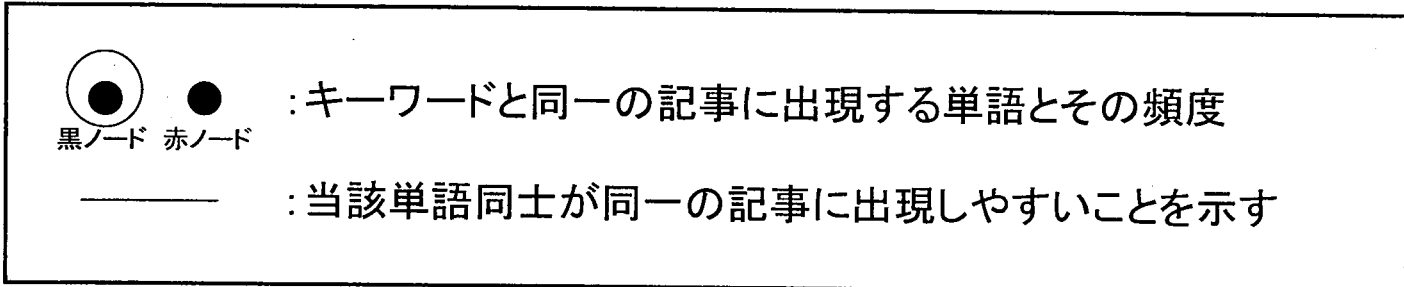 :キーワードと同一の記事に出現する単語とその頻度
黒ノード 赤ノード
:当該単語同士が同一の記事に出現しやすいことを示す